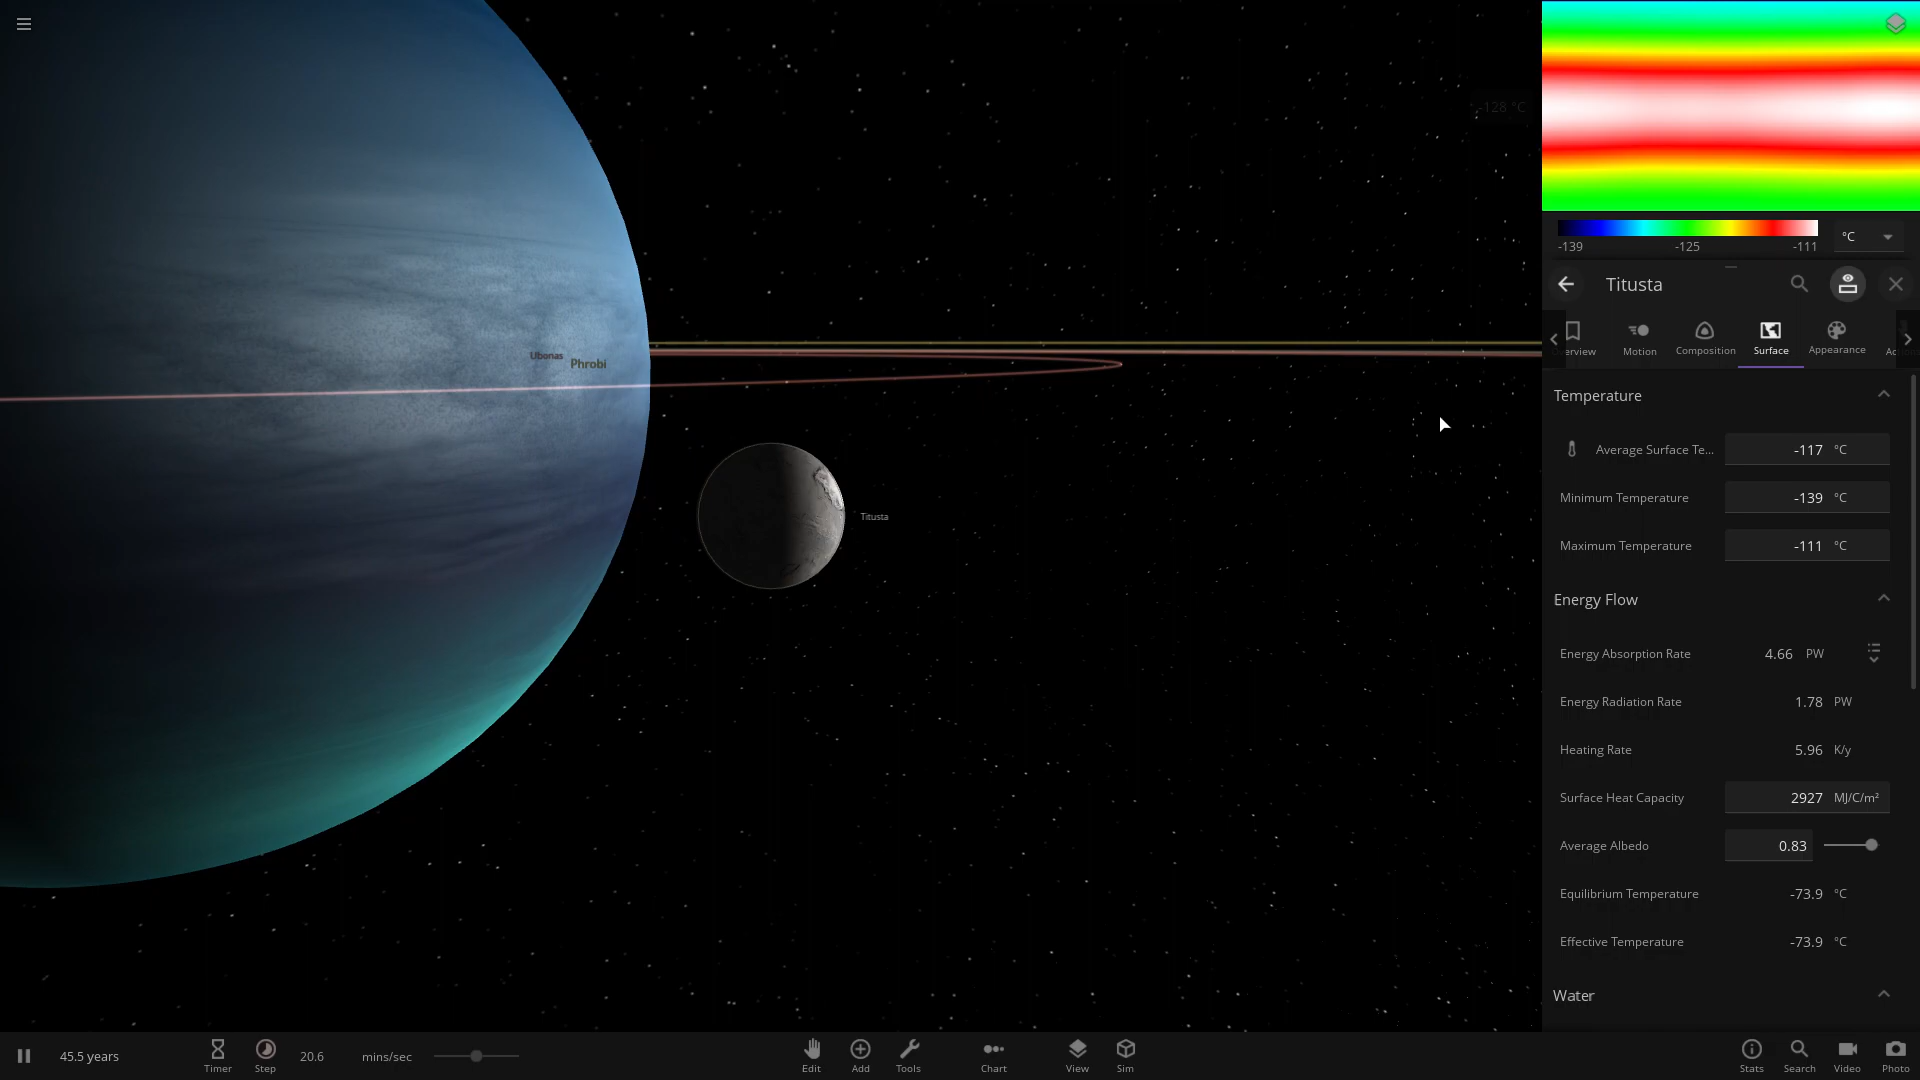 -128 °C
-139 -125 -111 °C
Titusta
erview Motion Composition Surface Appearance Ac
Temperature
Average Surface Te... -117 °C
Minimum Temperature -139 °C
Maximum Temperature -111 °C
Energy Flow
Energy Absorption Rate 4.66 PW
Energy Radiation Rate 1.78 PW
Heating Rate 5.96 K/y
Surface Heat Capacity 2927 MJ/C/m²
Average Albedo 0.83
Equilibrium Temperature -73.9 °C
Effective Temperature -73.9 °C
Water
Ubonas
Phrobi
Titusta
45.5 years Timer Step 20.6 mins/sec Edit Add Tools Chart View Sim Stats Search Video Photo